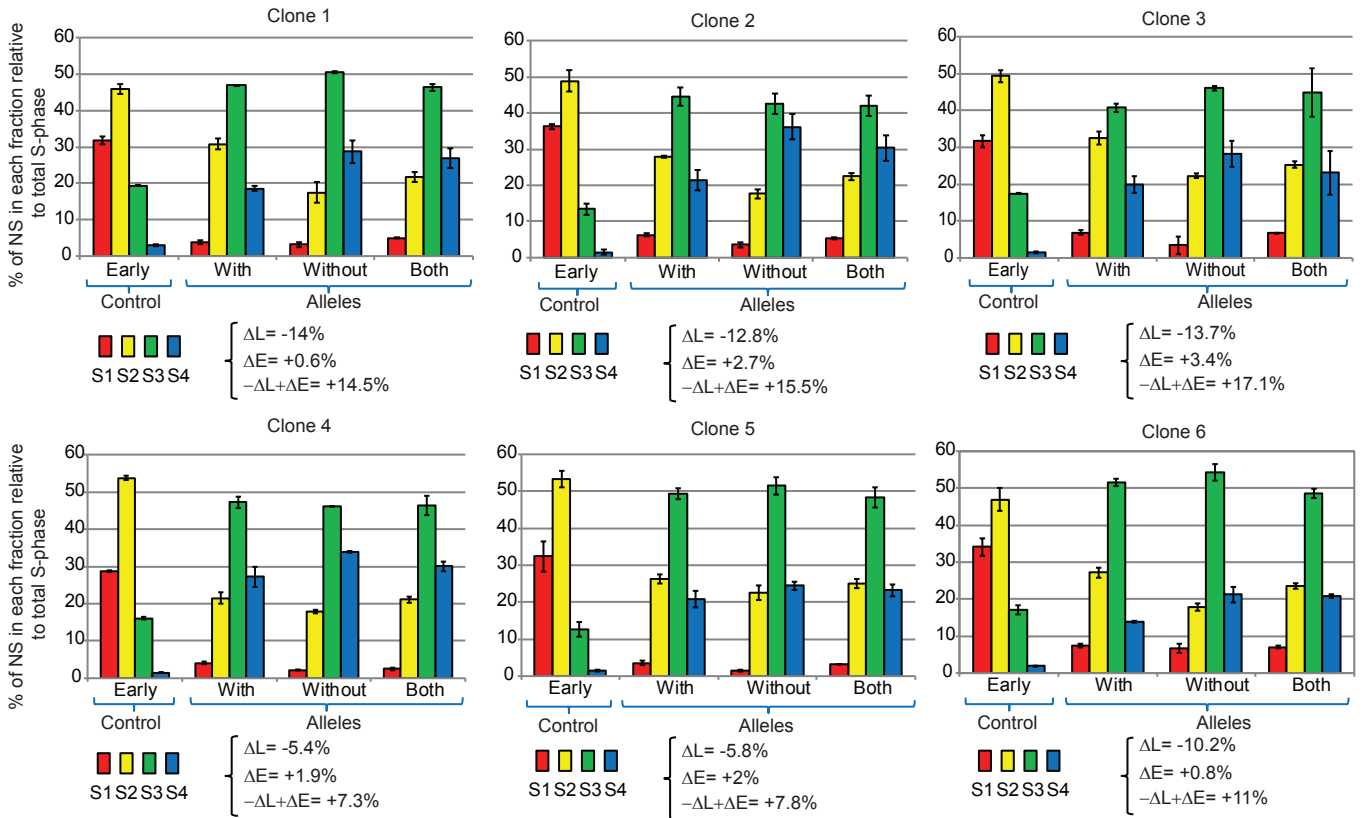 Clone 1
% of NS in each fraction relative
to total S-phase
60
50
40
30
20
10
0
Early
With
Without
Both
Control
Alleles
S1 S2 S3 S4
ΔL= -14%
ΔE= +0.6%
−ΔL+ΔE= +14.5%
Clone 2
60
50
40
30
20
10
0
Early
With
Without
Both
Control
Alleles
S1 S2 S3 S4
ΔL= -12.8%
ΔE= +2.7%
−ΔL+ΔE= +15.5%
Clone 3
60
50
40
30
20
10
0
Early
With
Without
Both
Control
Alleles
S1 S2 S3 S4
ΔL= -13.7%
ΔE= +3.4%
−ΔL+ΔE= +17.1%
Clone 4
% of NS in each fraction relative
to total S-phase
60
50
40
30
20
10
0
Early
With
Without
Both
Control
Alleles
S1 S2 S3 S4
ΔL= -5.4%
ΔE= +1.9%
−ΔL+ΔE= +7.3%
Clone 5
60
50
40
30
20
10
0
Early
With
Without
Both
Control
Alleles
S1 S2 S3 S4
ΔL= -5.8%
ΔE= +2%
−ΔL+ΔE= +7.8%
Clone 6
60
50
40
30
20
10
0
Early
With
Without
Both
Control
Alleles
S1 S2 S3 S4
ΔL= -10.2%
ΔE= +0.8%
−ΔL+ΔE= +11%